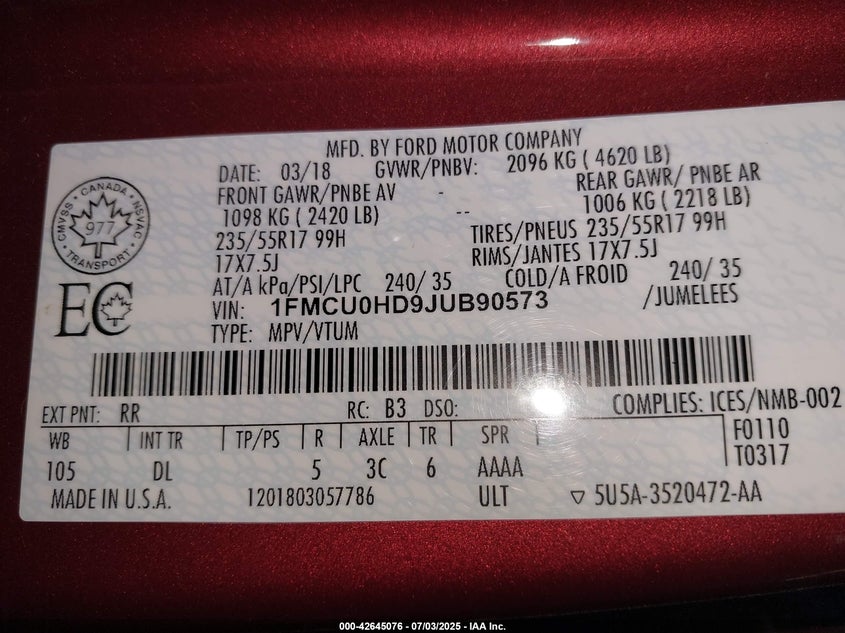 MFD. BY FORD MOTOR COMPANY
DATE: 03/18 GVWR/PNBV: 2096 KG ( 4620 LB)
FRONT GAWR/PNBE AV - REAR GAWR/ PNBE AR
1098 KG ( 2420 LB) -- 1006 KG ( 2218 LB)
235/55R17 99H TIRES/PNEUS 235/55R17 99H
17X7.5J RIMS/JANTES 17X7.5J
AT/A kPa/PSI/LPC 240/ 35 COLD/A FROID 240/ 35
VIN: 1FMCU0HD9JUB90573 /JUMELEES
TYPE: MPV/VTUM
CANADA
CMVSS NSVAC
977
TRANSPORT
EC
EXT PNT: RR RC: B3 DSO: COMPLIES: ICES/NMB-002
WB INT TR TP/PS R AXLE TR SPR F0110
105 DL 5 3C 6 AAAA T0317
MADE IN U.S.A. 1201803057786 ULT ▽ 5U5A-3520472-AA
000-42645076 - 07/03/2025 - IAA Inc.